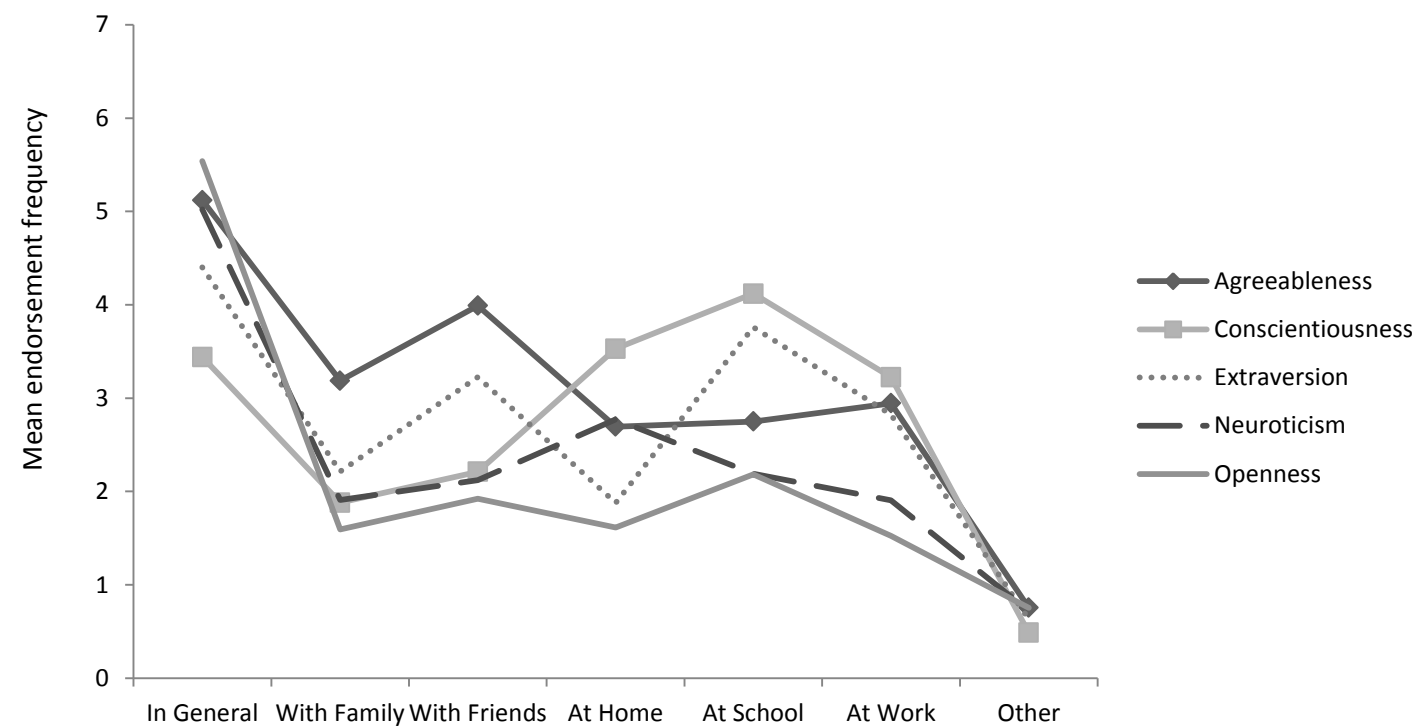 Mean endorsement frequency
7
6
5
4
3
2
1
0
In General With Family With Friends At Home At School At Work Other
Agreeableness
Conscientiousness
Extraversion
Neuroticism
Openness